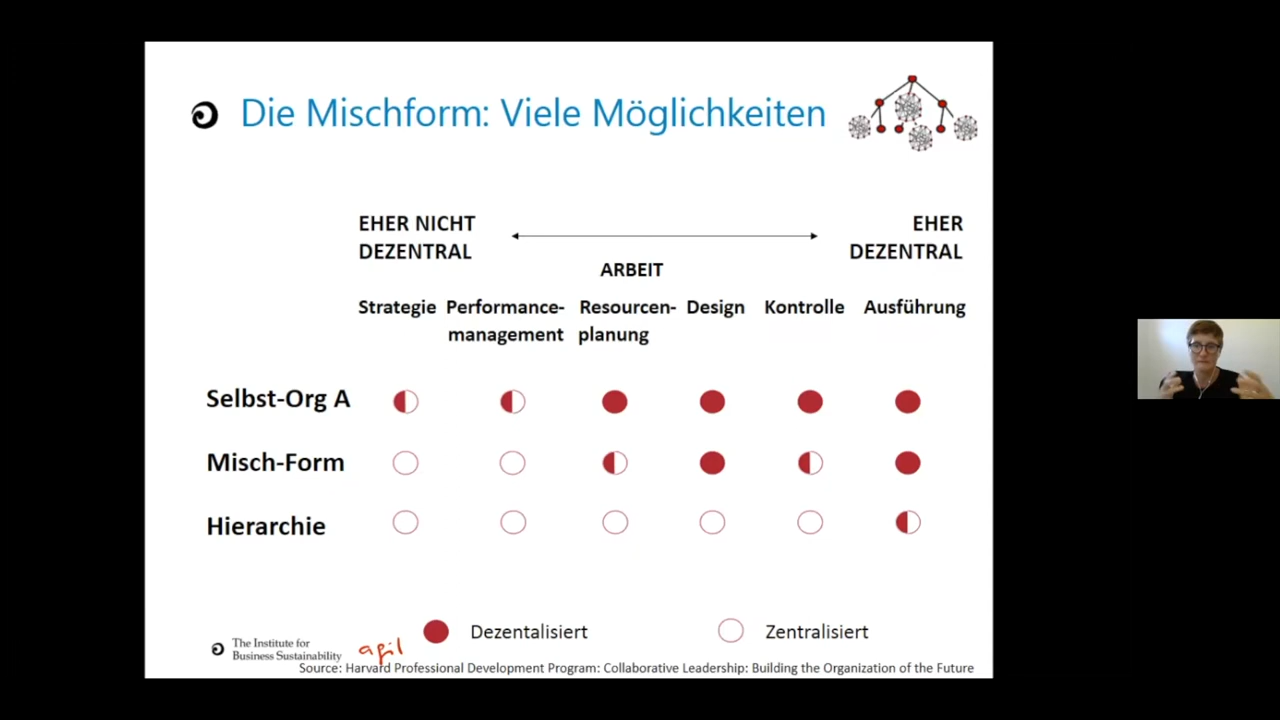 Die Mischform: Viele Möglichkeiten
EHER NICHT
DEZENTRAL
EHER
DEZENTRAL
ARBEIT
Strategie Performance- Resourcen- Design Kontrolle Ausführung
management planung
Selbst-Org A
Misch-Form
Hierarchie
Dezentalisiert Zentralisiert
The Institute for
Business Sustainability
agil
Source: Harvard Professional Development Program: Collaborative Leadership: Building the Organization of the Future